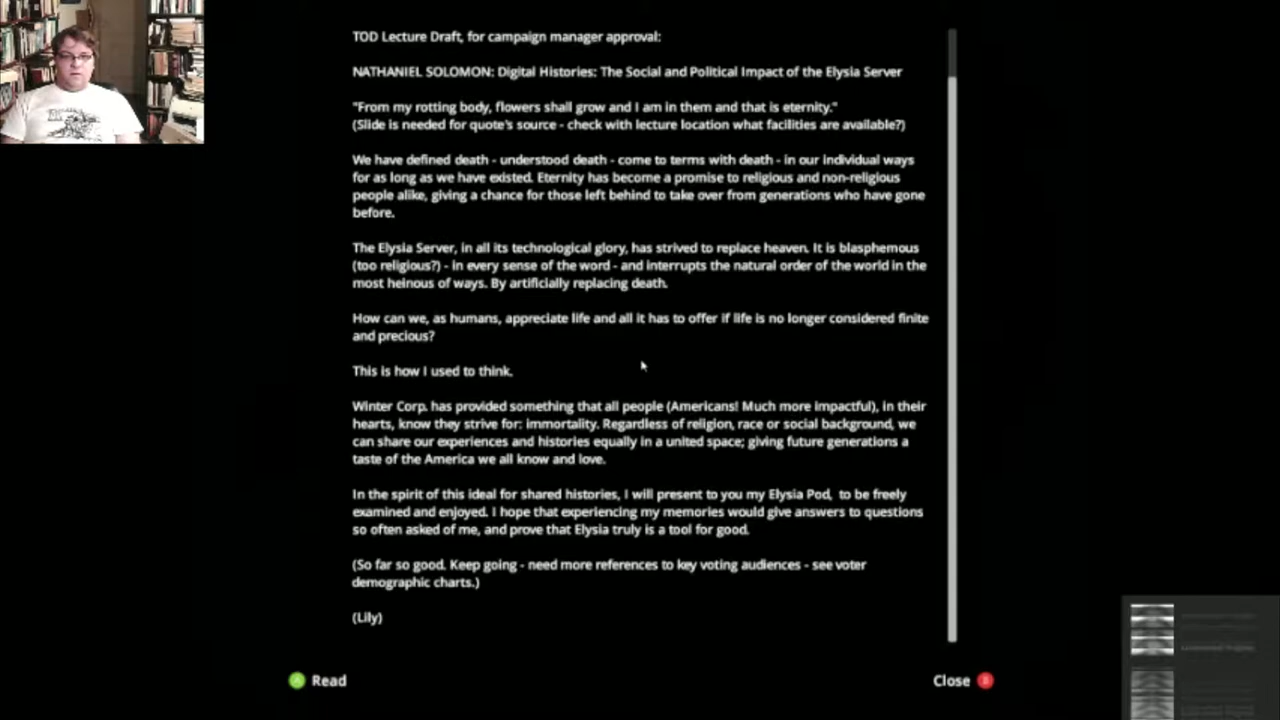 TOD Lecture Draft, for campaign manager approval:
NATHANIEL SOLOMON: Digital Histories: The Social and Political Impact of the Elysia Server
"From my rotting body, flowers shall grow and I am in them and that is eternity."
(Slide is needed for quote's source - check with lecture location what facilities are available?)
We have defined death - understood death - come to terms with death - in our individual ways
for as long as we have existed. Eternity has become a promise to religious and non-religious
people alike, giving a chance for those left behind to take over from generations who have gone
before.
The Elysia Server, in all its technological glory, has strived to replace heaven. It is blasphemous
(too religious?) - in every sense of the word - and interrupts the natural order of the world in the
most heinous of ways. By artificially replacing death.
How can we, as humans, appreciate life and all it has to offer if life is no longer considered finite
and precious?
This is how I used to think.
Winter Corp. has provided something that all people (Americans! Much more impactful), in their
hearts, know they strive for: immortality. Regardless of religion, race or social background, we
can share our experiences and histories equally in a united space; giving future generations a
taste of the America we all know and love.
In the spirit of this ideal for shared histories, I will present to you my Elysia Pod, to be freely
examined and enjoyed. I hope that experiencing my memories would give answers to questions
so often asked of me, and prove that Elysia truly is a tool for good.
(So far so good. Keep going - need more references to key voting audiences - see voter
demographic charts.)
(Lily)
A Read
Close B